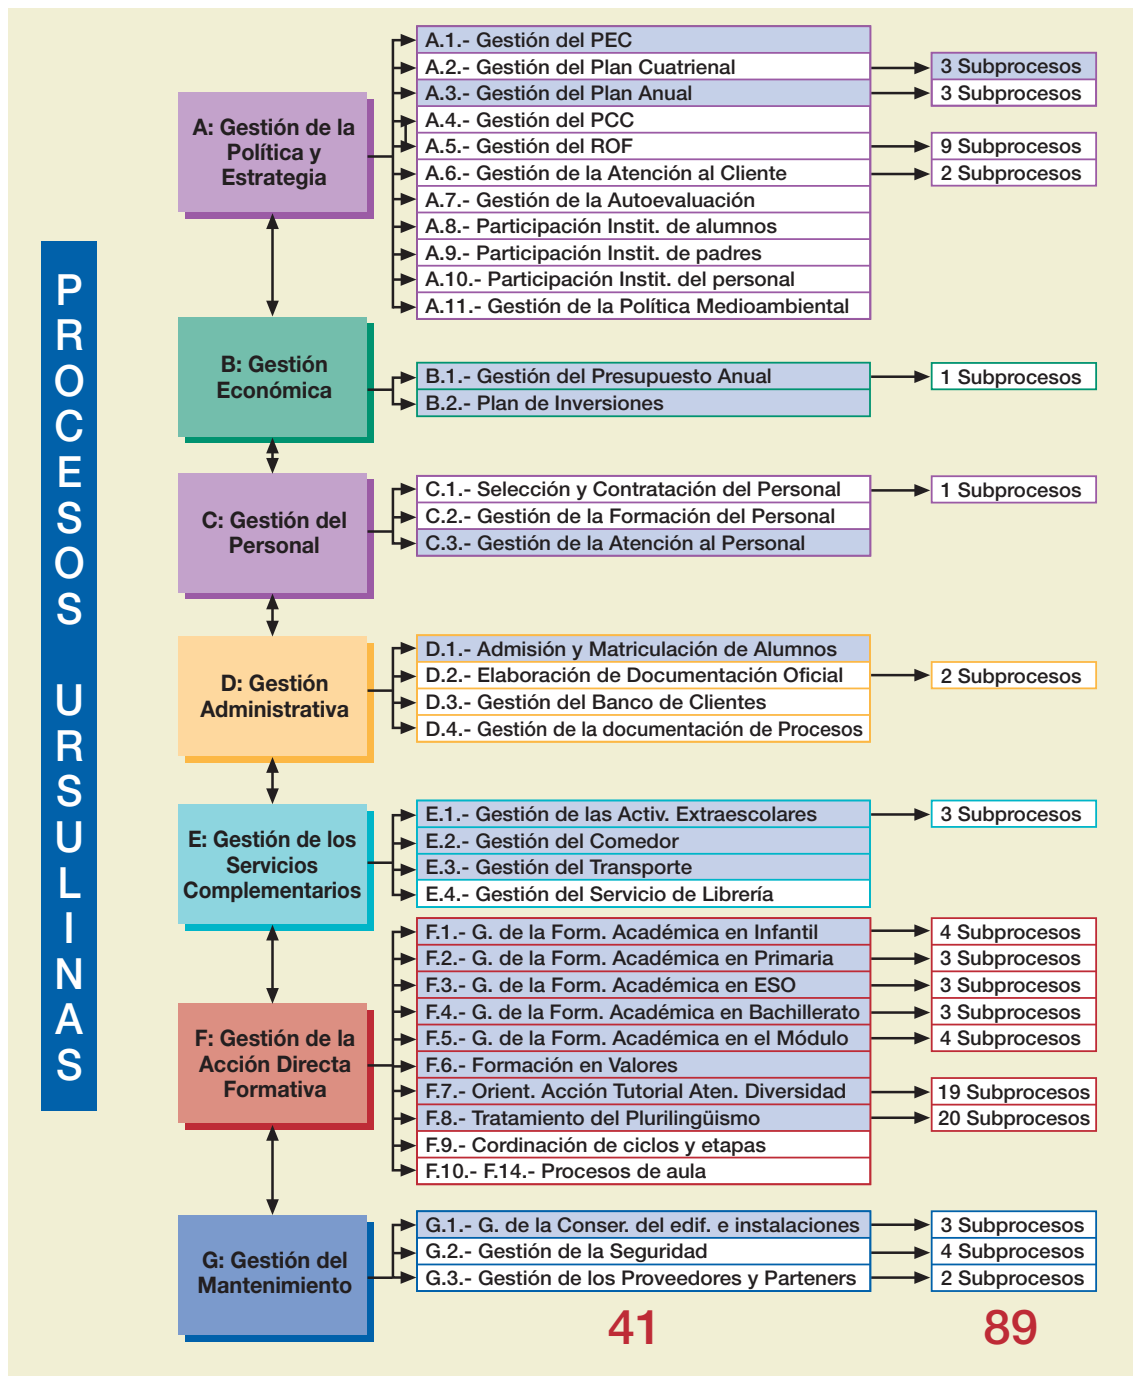 PROCESOS URSULINAS
A: Gestión de la
Política y
Estrategia
A.1.- Gestión del PEC
A.2.- Gestión del Plan Cuatrienal
3 Subprocesos
A.3.- Gestión del Plan Anual
3 Subprocesos
A.4.- Gestión del PCC
A.5.- Gestión del ROF
9 Subprocesos
A.6.- Gestión de la Atención al Cliente
2 Subprocesos
A.7.- Gestión de la Autoevaluación
A.8.- Participación Instit. de alumnos
A.9.- Participación Instit. de padres
A.10.- Participación Instit. del personal
A.11.- Gestión de la Política Medioambiental
B: Gestión
Económica
B.1.- Gestión del Presupuesto Anual
1 Subprocesos
B.2.- Plan de Inversiones
C: Gestión del
Personal
C.1.- Selección y Contratación del Personal
1 Subprocesos
C.2.- Gestión de la Formación del Personal
C.3.- Gestión de la Atención al Personal
D: Gestión
Administrativa
D.1.- Admisión y Matriculación de Alumnos
D.2.- Elaboración de Documentación Oficial
2 Subprocesos
D.3.- Gestión del Banco de Clientes
D.4.- Gestión de la documentación de Procesos
E: Gestión de los
Servicios
Complementarios
E.1.- Gestión de las Activ. Extraescolares
3 Subprocesos
E.2.- Gestión del Comedor
E.3.- Gestión del Transporte
E.4.- Gestión del Servicio de Librería
F: Gestión de la
Acción Directa
Formativa
F.1.- G. de la Form. Académica en Infantil
4 Subprocesos
F.2.- G. de la Form. Académica en Primaria
3 Subprocesos
F.3.- G. de la Form. Académica en ESO
3 Subprocesos
F.4.- G. de la Form. Académica en Bachillerato
3 Subprocesos
F.5.- G. de la Form. Académica en el Módulo
4 Subprocesos
F.6.- Formación en Valores
F.7.- Orient. Acción Tutorial Aten. Diversidad
19 Subprocesos
F.8.- Tratamiento del Plurilingüismo
20 Subprocesos
F.9.- Cordinación de ciclos y etapas
F.10.- F.14.- Procesos de aula
G: Gestión del
Mantenimiento
G.1.- G. de la Conser. del edif. e instalaciones
3 Subprocesos
G.2.- Gestión de la Seguridad
4 Subprocesos
G.3.- Gestión de los Proveedores y Parteners
2 Subprocesos
41
89